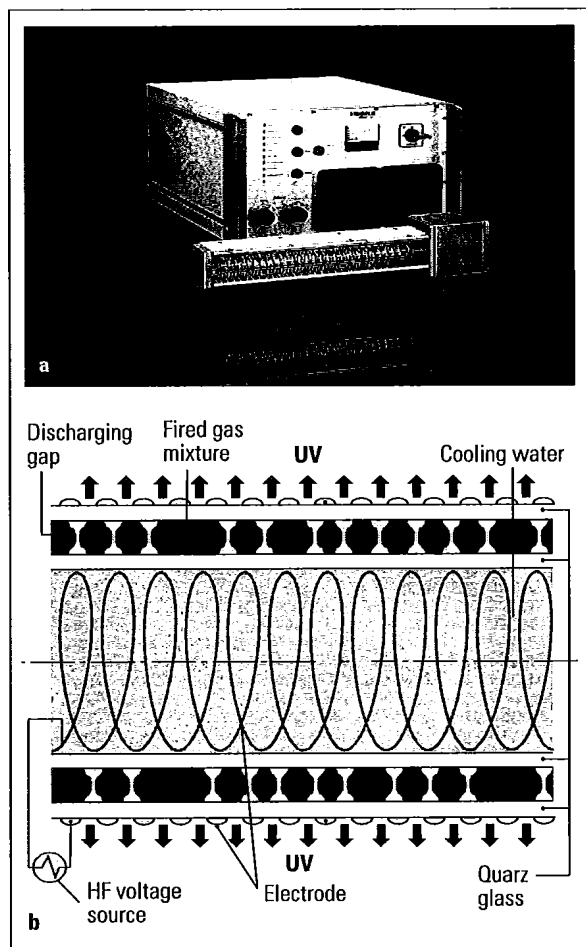 a
Discharging
gap
Fired gas
mixture
UV
Cooling water
HF voltage
source
UV
Electrode
Quarz
glass
b